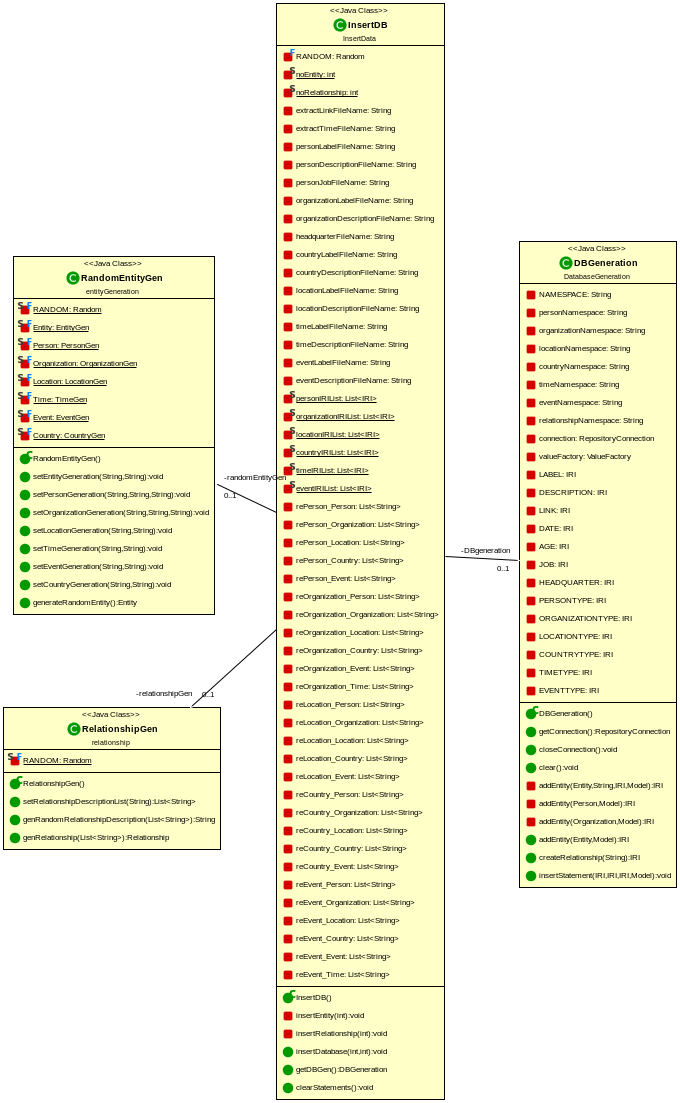 <<Java Class>>
InsertDB
InsertData
RANDOM: Random
noEntity: int
noRelationship: int
extractLinkFileName: String
extractTimeFileName: String
personLabelFileName: String
personDescriptionFileName: String
personJobFileName: String
organizationLabelFileName: String
organizationDescriptionFileName: String
headquarterFileName: String
countryLabelFileName: String
countryDescriptionFileName: String
locationLabelFileName: String
locationDescriptionFileName: String
timeLabelFileName: String
timeDescriptionFileName: String
eventLabelFileName: String
eventDescriptionFileName: String
personIRIList: List<IRI>
organizationIRIList: List<IRI>
locationIRIList: List<IRI>
countryIRIList: List<IRI>
timeIRIList: List<IRI>
eventIRIList: List<IRI>
rePerson_Person: List<String>
rePerson_Organization: List<String>
rePerson_Location: List<String>
rePerson_Country: List<String>
rePerson_Event: List<String>
reOrganization_Person: List<String>
reOrganization_Organization: List<String>
reOrganization_Location: List<String>
reOrganization_Country: List<String>
reOrganization_Event: List<String>
reOrganization_Time: List<String>
reLocation_Person: List<String>
reLocation_Organization: List<String>
reLocation_Location: List<String>
reLocation_Country: List<String>
reLocation_Event: List<String>
reCountry_Person: List<String>
reCountry_Organization: List<String>
reCountry_Location: List<String>
reCountry_Country: List<String>
reCountry_Event: List<String>
reEvent_Person: List<String>
reEvent_Organization: List<String>
reEvent_Location: List<String>
reEvent_Country: List<String>
reEvent_Event: List<String>
reEvent_Time: List<String>
InsertDB()
insertEntity(int):void
insertRelationship(int):void
insertDatabase(int,int):void
getDBGen():DBGeneration
clearStatements():void
<<Java Class>>
RandomEntityGen
entityGeneration
RANDOM: Random
Entity: EntityGen
Person: PersonGen
Organization: OrganizationGen
Location: LocationGen
Time: TimeGen
Event: EventGen
Country: CountryGen
RandomEntityGen()
setEntityGeneration(String,String):void
setPersonGeneration(String,String,String):void
setOrganizationGeneration(String,String,String):void
setLocationGeneration(String,String):void
setTimeGeneration(String,String):void
setEventGeneration(String,String):void
setCountryGeneration(String,String):void
generateRandomEntity():Entity
-randomEntityGen
0..1
-relationshipGen
0..1
<<Java Class>>
RelationshipGen
relationship
RANDOM: Random
RelationshipGen()
setRelationshipDescriptionList(String):List<String>
genRandomRelationshipDescription(List<String>):String
genRelationship(List<String>):Relationship
-DBgeneration
0..1
<<Java Class>>
DBGeneration
DatabaseGeneration
NAMESPACE: String
personNamespace: String
organizationNamespace: String
locationNamespace: String
countryNamespace: String
timeNamespace: String
eventNamespace: String
relationshipNamespace: String
connection: RepositoryConnection
valueFactory: ValueFactory
LABEL: IRI
DESCRIPTION: IRI
LINK: IRI
DATE: IRI
AGE: IRI
JOB: IRI
HEADQUARTER: IRI
PERSONTYPE: IRI
ORGANIZATIONTYPE: IRI
LOCATIONTYPE: IRI
COUNTRYTYPE: IRI
TIMETYPE: IRI
EVENTTYPE: IRI
DBGeneration()
getConnection():RepositoryConnection
closeConnection():void
clear():void
addEntity(Entity,String,IRI,Model):IRI
addEntity(Person,Model):IRI
addEntity(Organization,Model):IRI
addEntity(Entity,Model):IRI
createRelationship(String):IRI
insertStatement(IRI,IRI,IRI,Model):void